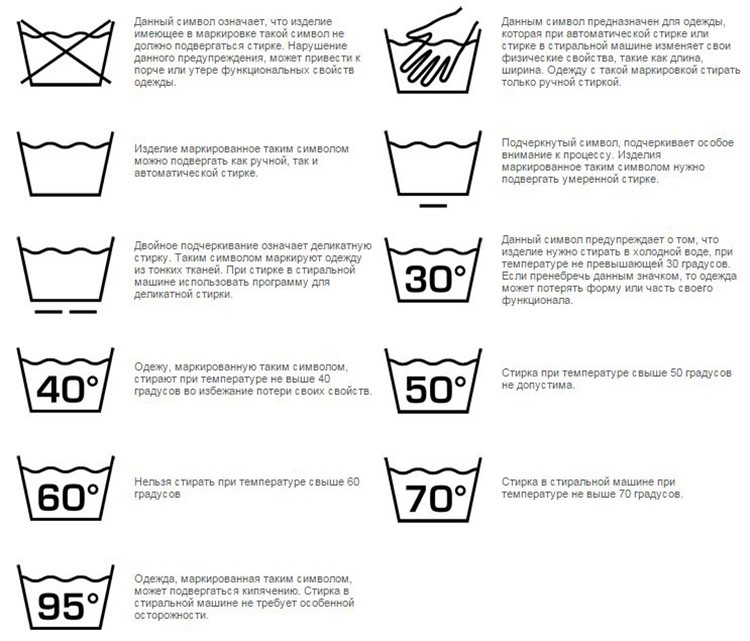 Данный символ означает, что изделие
имеющее в маркировке такой символ не
должно подвергаться стирке. Нарушение
данного предупреждения, может привести к
порче или утере функциональных свойств
одежды.
Данным символ предназначен для одежды,
которая при автоматической стирке или
стирке в стиральной машине изменяет свои
физические свойства, такие как длина,
ширина. Одежду с такой маркировкой стирать
только ручной стиркой.
Изделие маркированное таким символом
можно подвергать как ручной, так и
автоматической стирке.
Подчеркнутый символ, подчеркивает особое
внимание к процессу. Изделия
маркированное таким символом нужно
подвергать умеренной стирке.
Двойное подчеркивание означает деликатную
стирку. Таким символом маркируют одежду
из тонких тканей. При стирке в стиральной
машине использовать программу для
деликатной стирки.
30°
Данный символ предупреждает о том, что
изделие нужно стирать в холодной воде, при
температуре не превышающей 30 градусов.
Если пренебречь данным значком, то одежда
может потерять форму или часть своего
функционала.
40°
Одежу, маркированную таким символом,
стирают при температуре не выше 40
градусов во избежание потери своих свойств.
50°
Стирка при температуре свыше 50 градусов
не допустима.
60°
Нельзя стирать при температуре свыше 60
градусов
70°
Стирка в стиральной машине при
температуре не выше 70 градусов.
95°
Одежда, маркированная таким символом,
может подвергаться кипячению. Стирка в
стиральной машине не требует особенной
осторожности.